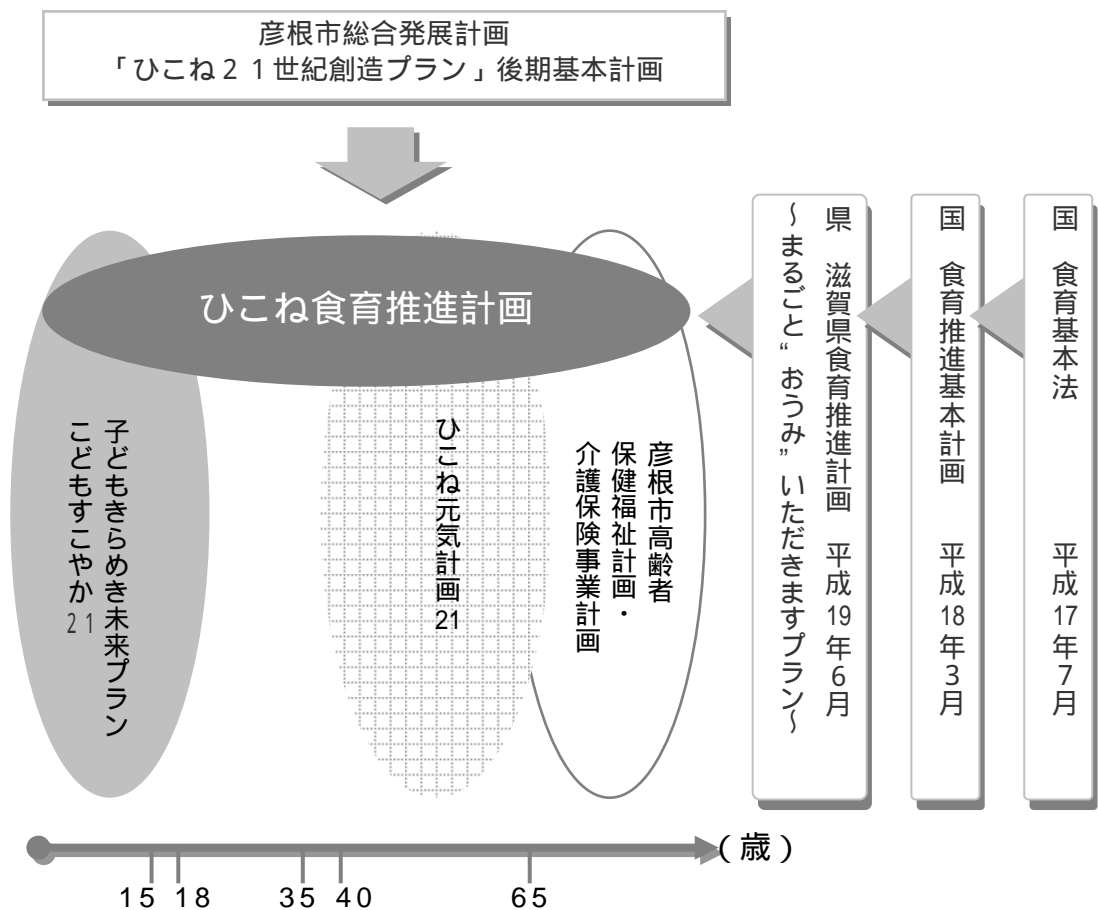 彦根市総合発展計画
「ひこね２１世紀創造プラン」後期基本計画
ひこね食育推進計画
子どもきらめき未来プラン
こどもすこやか２１
ひこね元気計画21
彦根市高齢者
保健福祉計画・
介護保険事業計画
県　滋賀県食育推進計画　平成19年６月
～まるごと“おうみ”いただきますプラン～
国　食育推進基本計画　平成18年３月
国　食育基本法　平成17年７月
15 18 35 40 65
(歳)